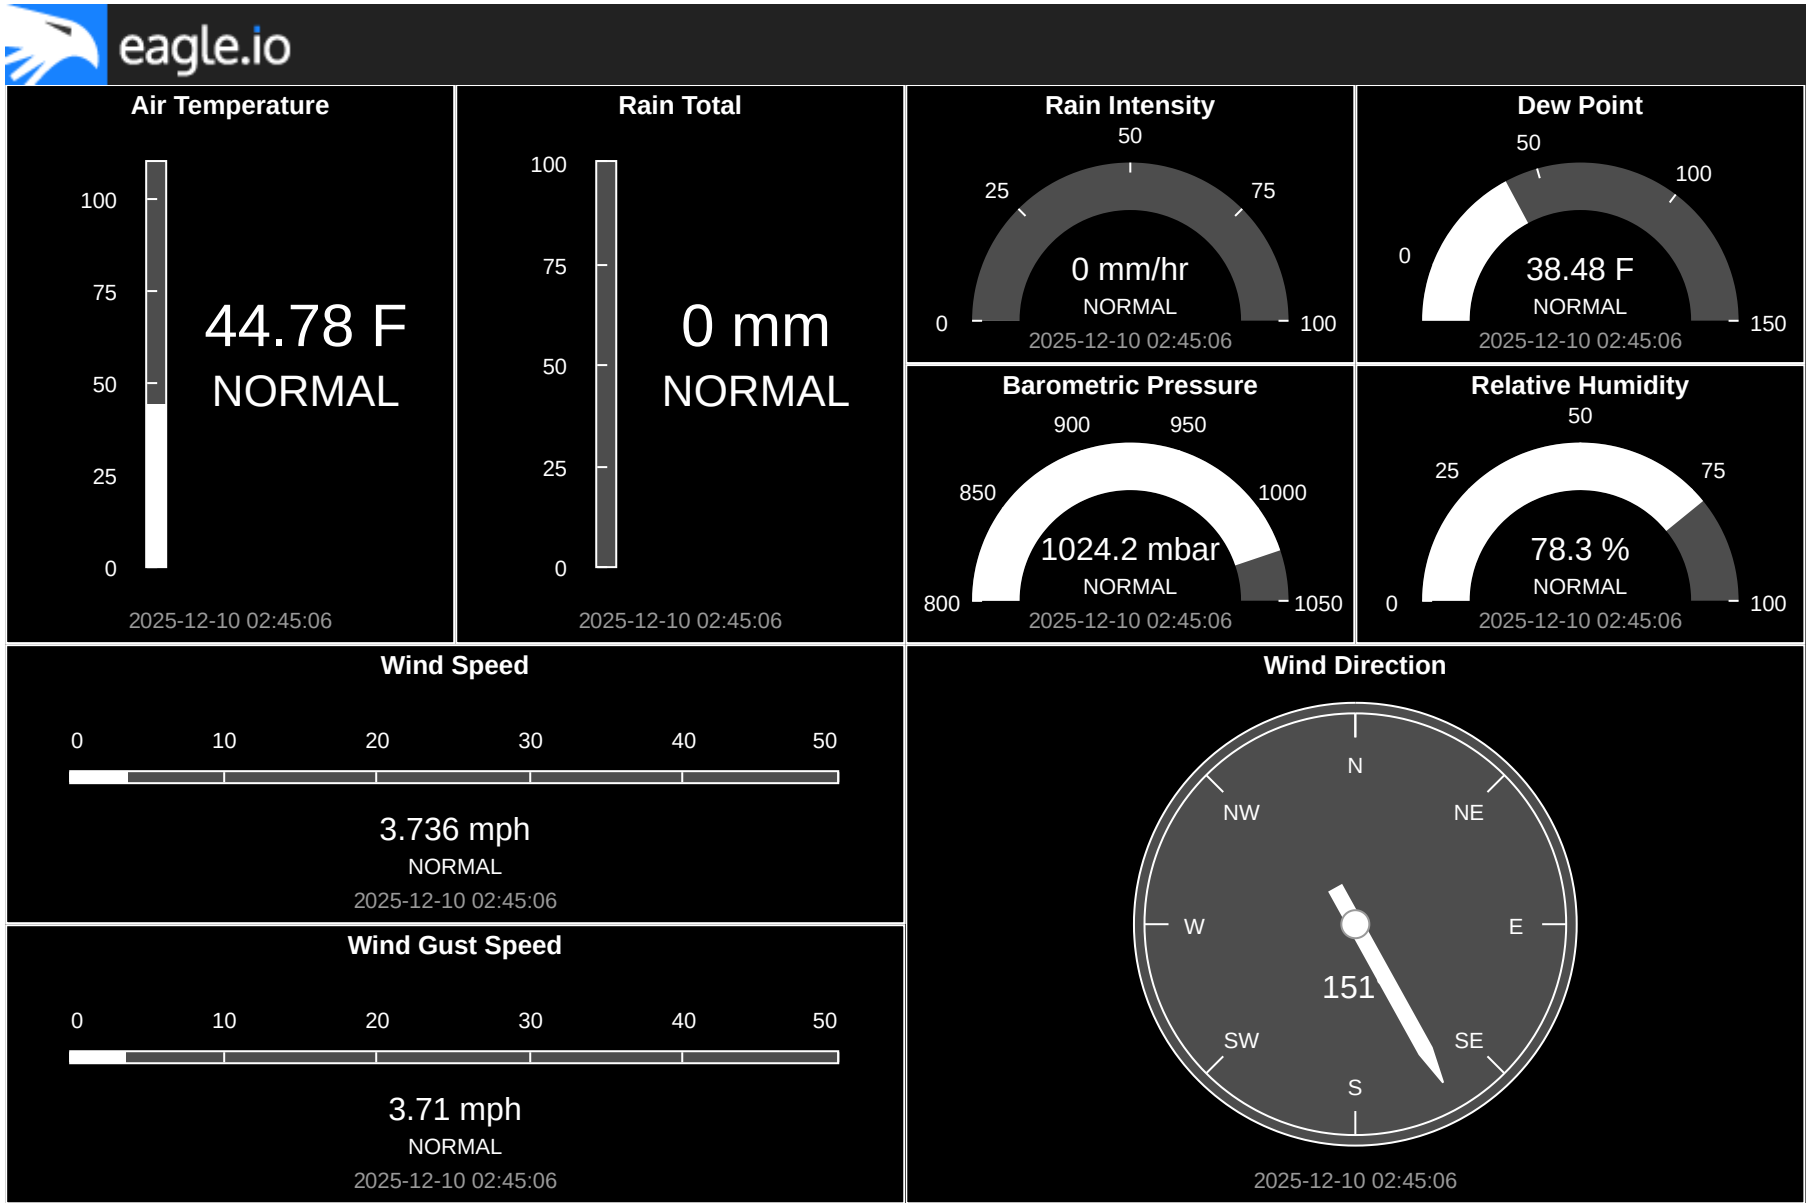 eagle.io
Air Temperature
100
75
50
25
0
44.78 F
NORMAL
2025-12-10 02:45:06
Rain Total
100
75
50
25
0
0 mm
NORMAL
2025-12-10 02:45:06
Rain Intensity
50
25
75
0
100
0 mm/hr
NORMAL
2025-12-10 02:45:06
Dew Point
50
100
0
150
38.48 F
NORMAL
2025-12-10 02:45:06
Barometric Pressure
900
950
850
1000
800
1050
1024.2 mbar
NORMAL
2025-12-10 02:45:06
Relative Humidity
50
25
75
0
100
78.3 %
NORMAL
2025-12-10 02:45:06
Wind Speed
0 10 20 30 40 50
3.736 mph
NORMAL
2025-12-10 02:45:06
Wind Gust Speed
0 10 20 30 40 50
3.71 mph
NORMAL
2025-12-10 02:45:06
Wind Direction
N
NW NE
W E
151
SW SE
S
2025-12-10 02:45:06